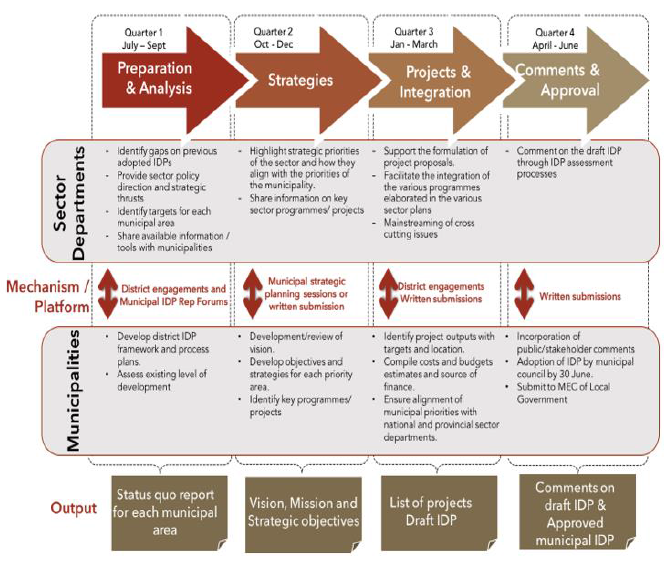 Quarter 1
July – Sept
Preparation
& Analysis
Quarter 2
Oct - Dec
Strategies
Quarter 3
Jan - March
Projects &
Integration
Quarter 4
April - June
Comments &
Approval
Sector
Departments
- Identify gaps on previous
adopted IDPs
- Provide sector policy
direction and strategic
thrusts
- Identify targets for each
municipal area
- Share available information /
tools with municipalities
- Highlight strategic priorities
of the sector and how they
align with the priorities of
the municipality.
- Share information on key
sector programmes/ projects
- Support the formulation of
project proposals.
- Facilitate the integration of
the various programmes
elaborated in the various
sector plans
- Mainstreaming of cross
cutting issues
- Comment on the draft IDP
through IDP assessment
processes
Mechanism /
Platform
District engagements and
Municipal IDP Rep Forums
Municipal strategic
planning sessions or
written submission
District engagements
Written submissions
Written submissions
Municipalities
• Develop district IDP
framework and process
plans.
• Assess existing level of
development
• Development/review of
vision.
• Develop objectives and
strategies for each priority
area.
• Identify key programmes/
projects
• Identify project outputs with
targets and location.
• Compile costs and budgets
estimates and source of
finance.
• Ensure alignment of
municipal priorities with
national and provincial sector
departments.
• Incorporation of
public/stakeholder comments
• Adoption of IDP by municipal
council by 30 June.
• Submit to MEC of Local
Government
Output
Status quo report
for each municipal
area
Vision, Mission and
Strategic objectives
List of projects
Draft IDP
Comments on
draft IDP &
Approved
municipal IDP